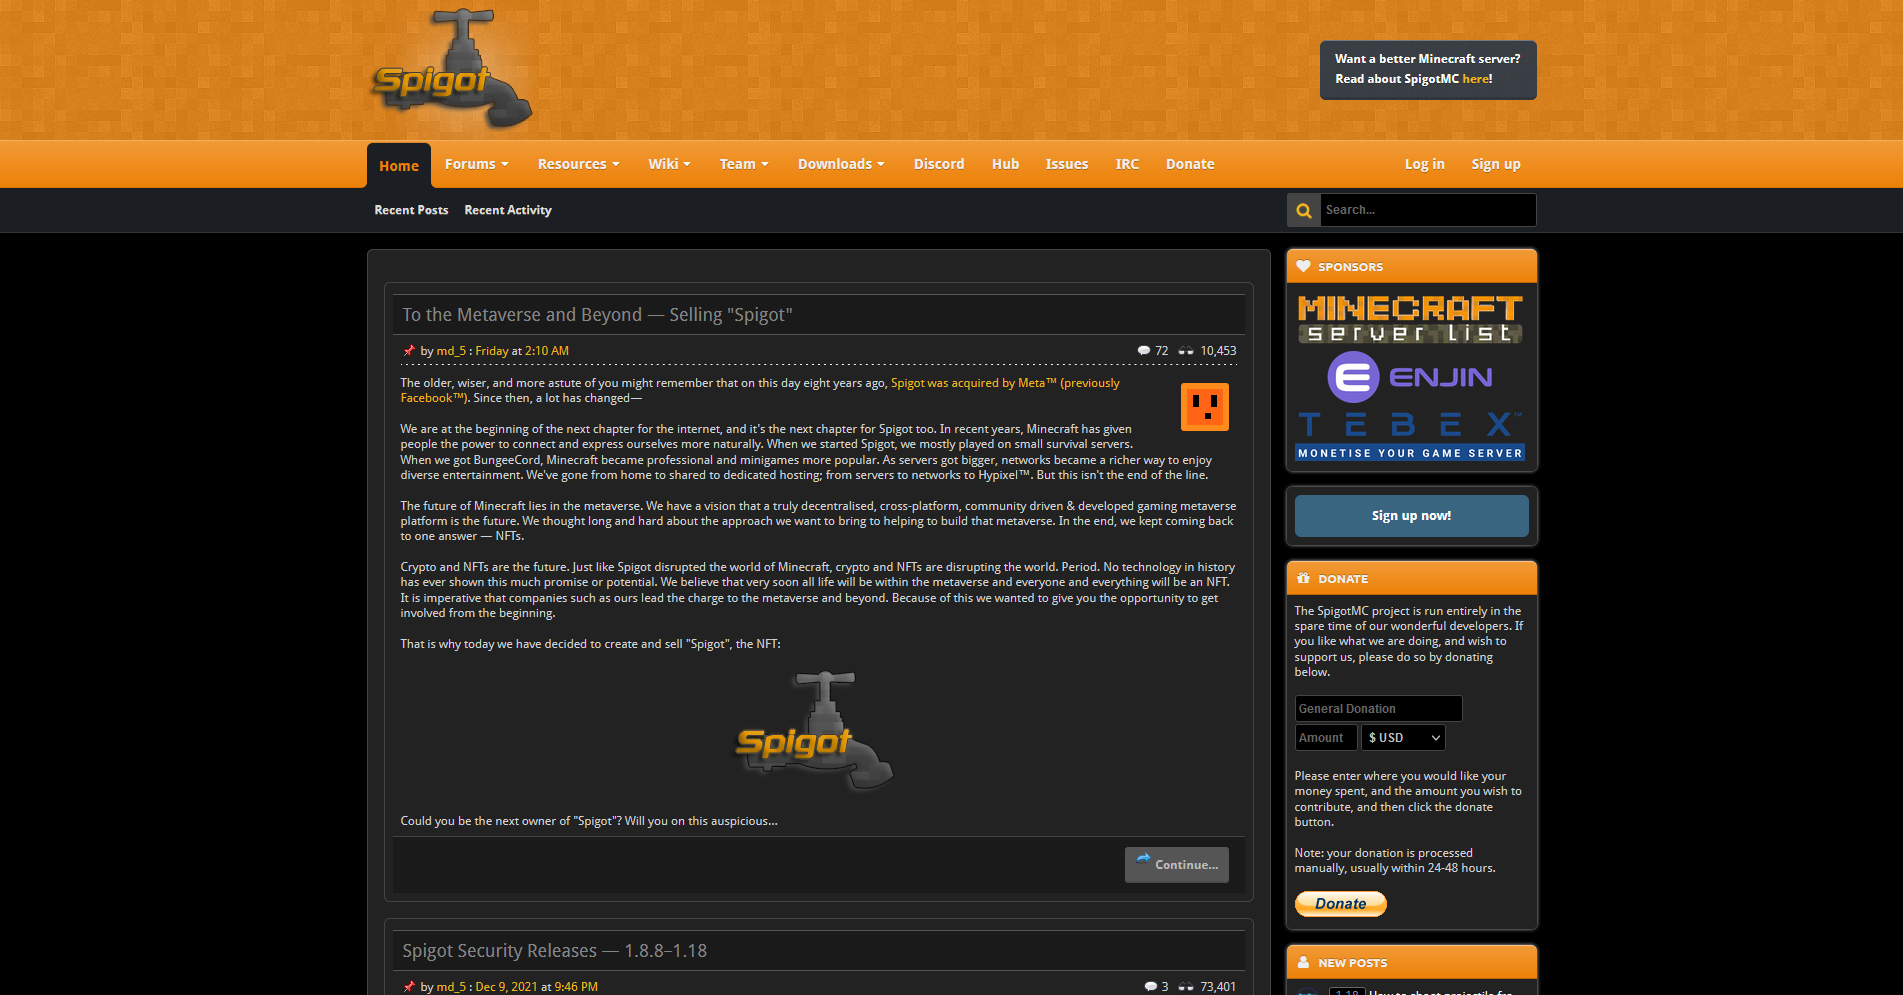 Spigot
Want a better Minecraft server?
Read about SpigotMC here!
Home
Forums
Resources
Wiki
Team
Downloads
Discord
Hub
Issues
IRC
Donate
Log in
Sign up
Recent Posts
Recent Activity
Search...
To the Metaverse and Beyond — Selling "Spigot"
by md_5 : Friday at 2:10 AM
72
10,453
The older, wiser, and more astute of you might remember that on this day eight years ago, Spigot was acquired by Meta™ (previously
Facebook™). Since then, a lot has changed—
We are at the beginning of the next chapter for the internet, and it's the next chapter for Spigot too. In recent years, Minecraft has given
people the power to connect and express ourselves more naturally. When we started Spigot, we mostly played on small survival servers.
When we got BungeeCord, Minecraft became professional and minigames more popular. As servers got bigger, networks became a richer way to enjoy
diverse entertainment. We've gone from home to shared to dedicated hosting; from servers to networks to Hypixel™. But this isn't the end of the line.
The future of Minecraft lies in the metaverse. We have a vision that a truly decentralised, cross-platform, community driven & developed gaming metaverse
platform is the future. We thought long and hard about the approach we want to bring to helping to build that metaverse. In the end, we kept coming back
to one answer — NFTs.
Crypto and NFTs are the future. Just like Spigot disrupted the world of Minecraft, crypto and NFTs are disrupting the world. Period. No technology in history
has ever shown this much promise or potential. We believe that very soon all life will be within the metaverse and everyone and everything will be an NFT.
It is imperative that companies such as ours lead the charge to the metaverse and beyond. Because of this we wanted to give you the opportunity to get
involved from the beginning.
That is why today we have decided to create and sell "Spigot", the NFT:
Spigot
Could you be the next owner of "Spigot"? Will you on this auspicious...
Continue...
Spigot Security Releases — 1.8.8–1.18
by md_5 : Dec 9, 2021 at 9:46 PM
3
73,401
SPONSORS
MINECRAFT
server list
ENJIN
TEBEX™
MONETISE YOUR GAME SERVER
Sign up now!
DONATE
The SpigotMC project is run entirely in the
spare time of our wonderful developers. If
you like what we are doing, and wish to
support us, please do so by donating
below.
General Donation
Amount
$ USD
Please enter where you would like your
money spent, and the amount you wish to
contribute, and then click the donate
button.
Note: your donation is processed
manually, usually within 24-48 hours.
Donate
NEW POSTS
1.18 How to shoot projectile fro